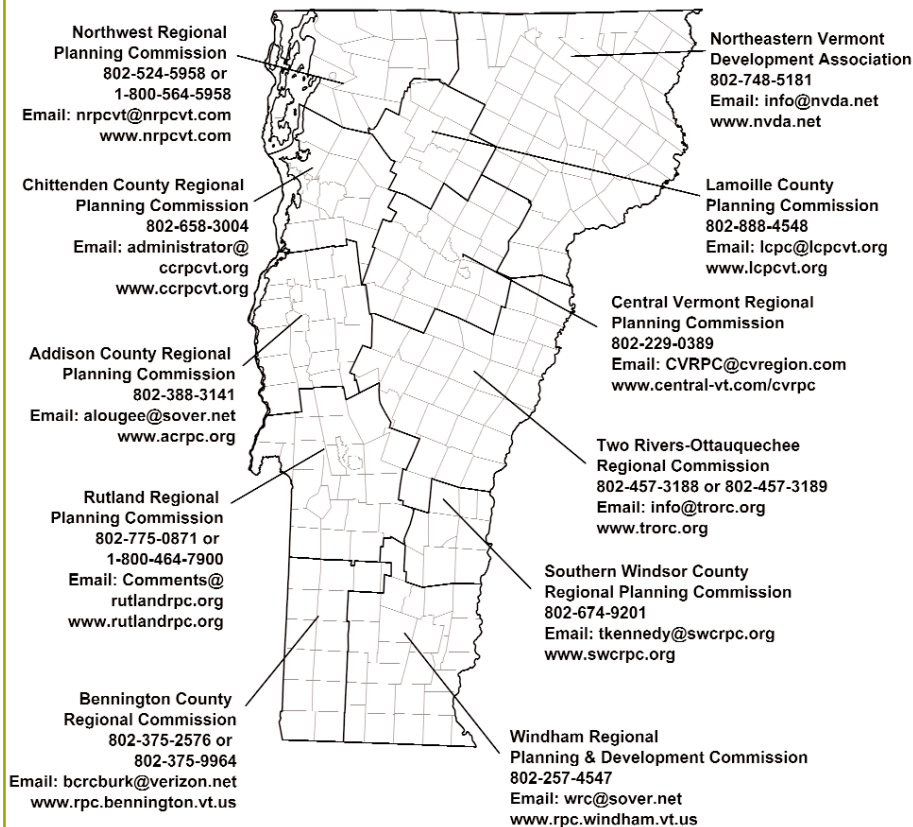 Northwest Regional
Planning Commission
802-524-5958 or
1-800-564-5958
Email: nrpcvt@nrpcvt.com
www.nrpcvt.com
Chittenden County Regional
Planning Commission
802-658-3004
Email: administrator@
ccrpcvt.org
www.ccrpcvt.org
Addison County Regional
Planning Commission
802-388-3141
Email: alougee@sover.net
www.acrpc.org
Rutland Regional
Planning Commission
802-775-0871 or
1-800-464-7900
Email: Comments@
rutlandrpc.org
www.rutlandrpc.org
Bennington County
Regional Commission
802-375-2576 or
802-375-9964
Email: bcrcburk@verizon.net
www.rpc.bennington.vt.us
Northeastern Vermont
Development Association
802-748-5181
Email: info@nvda.net
www.nvda.net
Lamoille County
Planning Commission
802-888-4548
Email: lcpc@lcpcvt.org
www.lcpcvt.org
Central Vermont Regional
Planning Commission
802-229-0389
Email: CVRPC@cvregion.com
www.central-vt.com/cvrpc
Two Rivers-Ottauquechee
Regional Commission
802-457-3188 or 802-457-3189
Email: info@trorc.org
www.trorc.org
Southern Windsor County
Regional Planning Commission
802-674-9201
Email: tkennedy@swcrpc.org
www.swcrpc.org
Windham Regional
Planning & Development Commission
802-257-4547
Email: wrc@sover.net
www.rpc.windham.vt.us